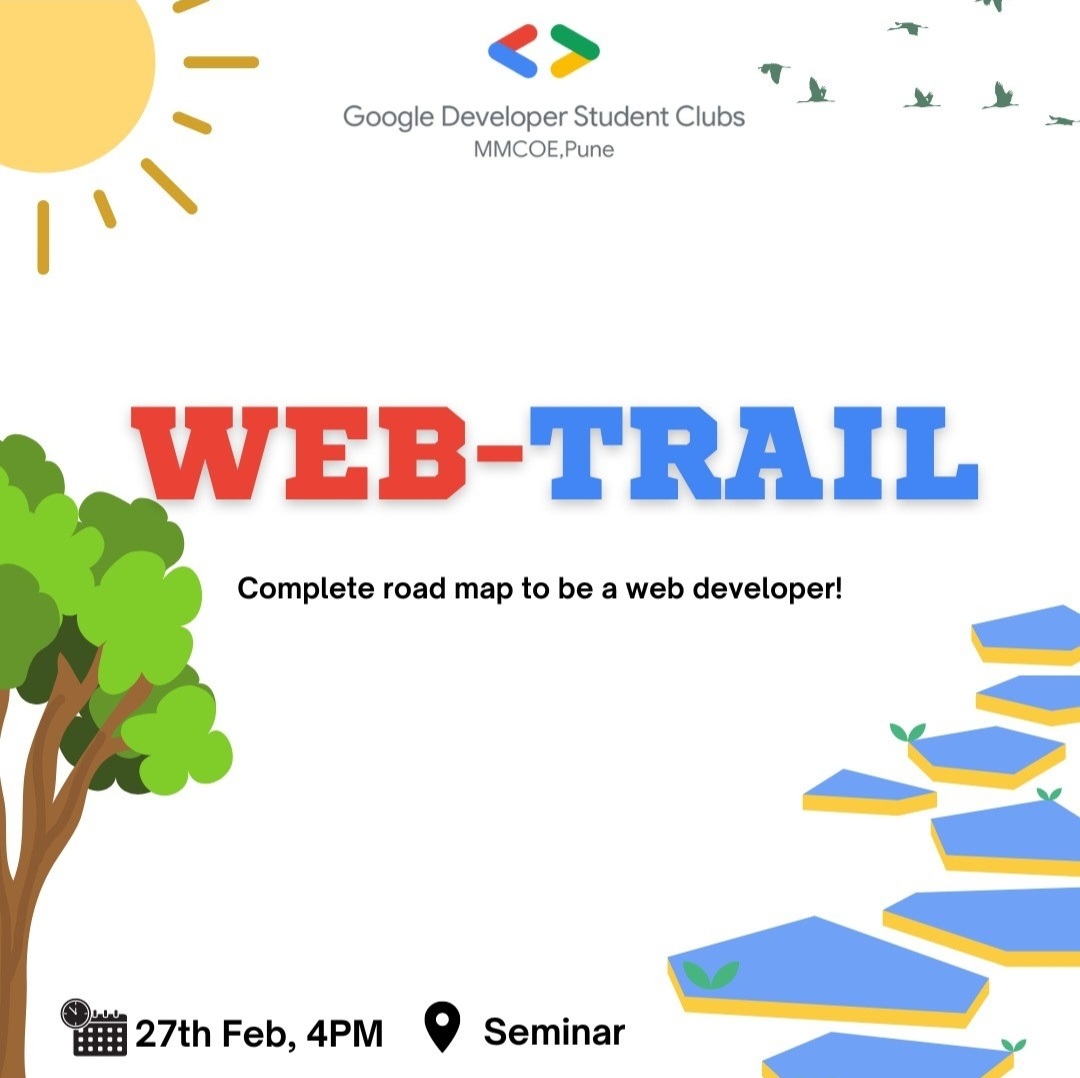 Google Developer Student Clubs
MMCOE,Pune
WEB-TRAIL
Complete road map to be a web developer!
27th Feb, 4PM
Seminar